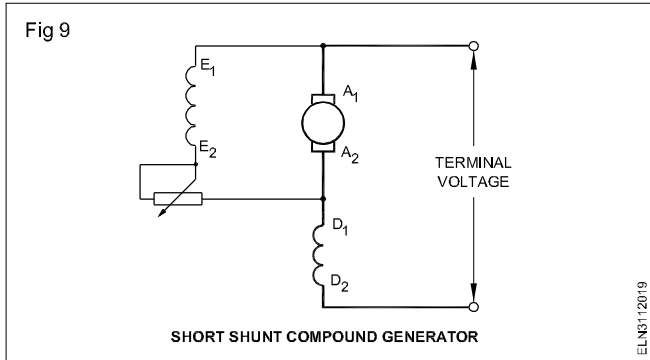 Fig 9
E1
A1
E2
A2
TERMINAL
VOLTAGE
D1
D2
SHORT SHUNT COMPOUND GENERATOR
ELN3112019